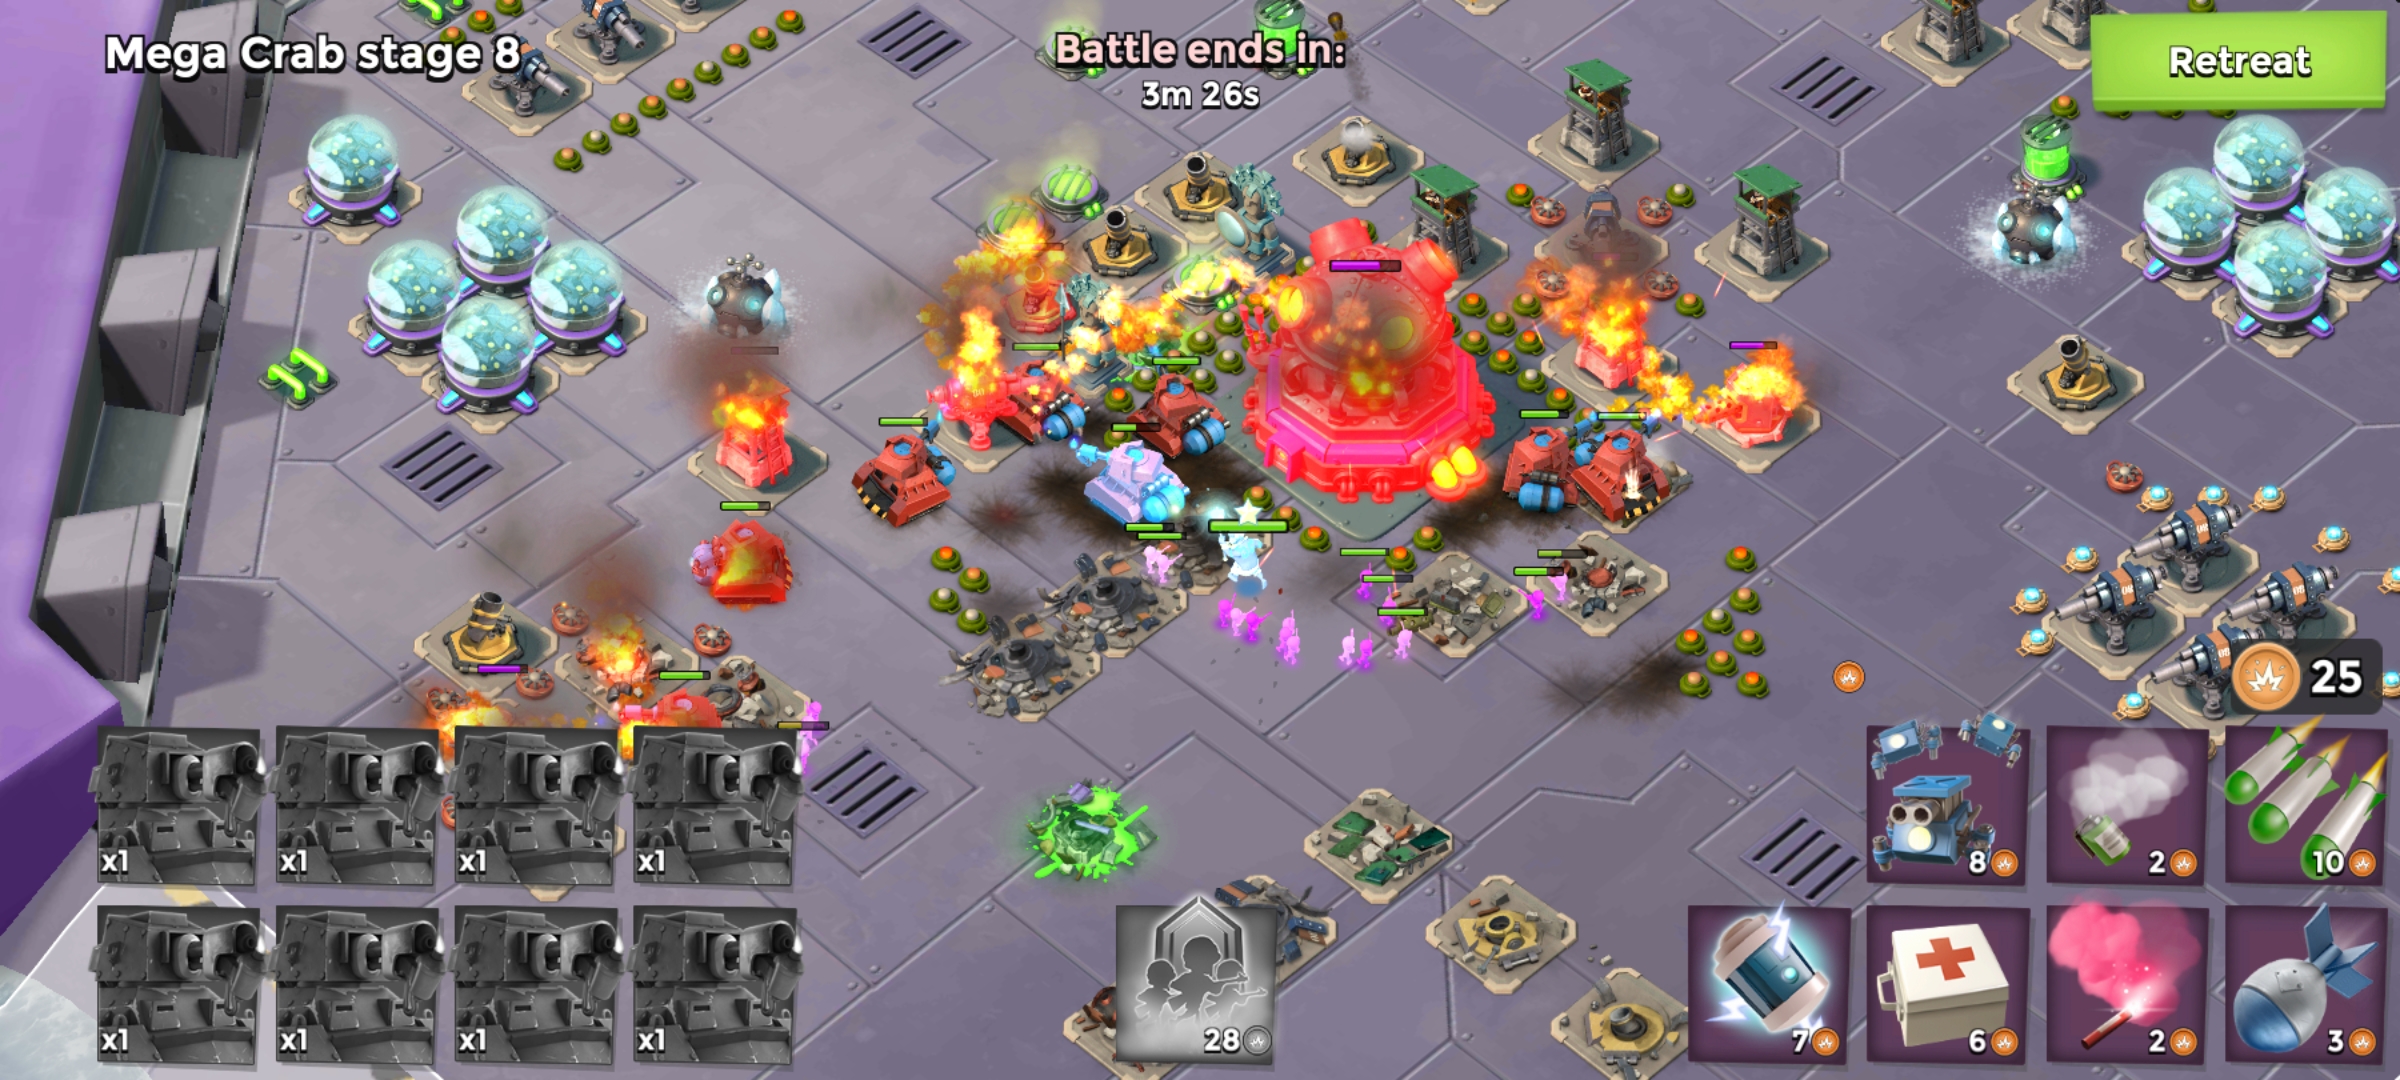 Mega Crab stage 8
Battle ends in:
3m 26s
Retreat
25
x1
x1
x1
x1
8
2
10
x1
x1
x1
x1
28
7
6
2
3